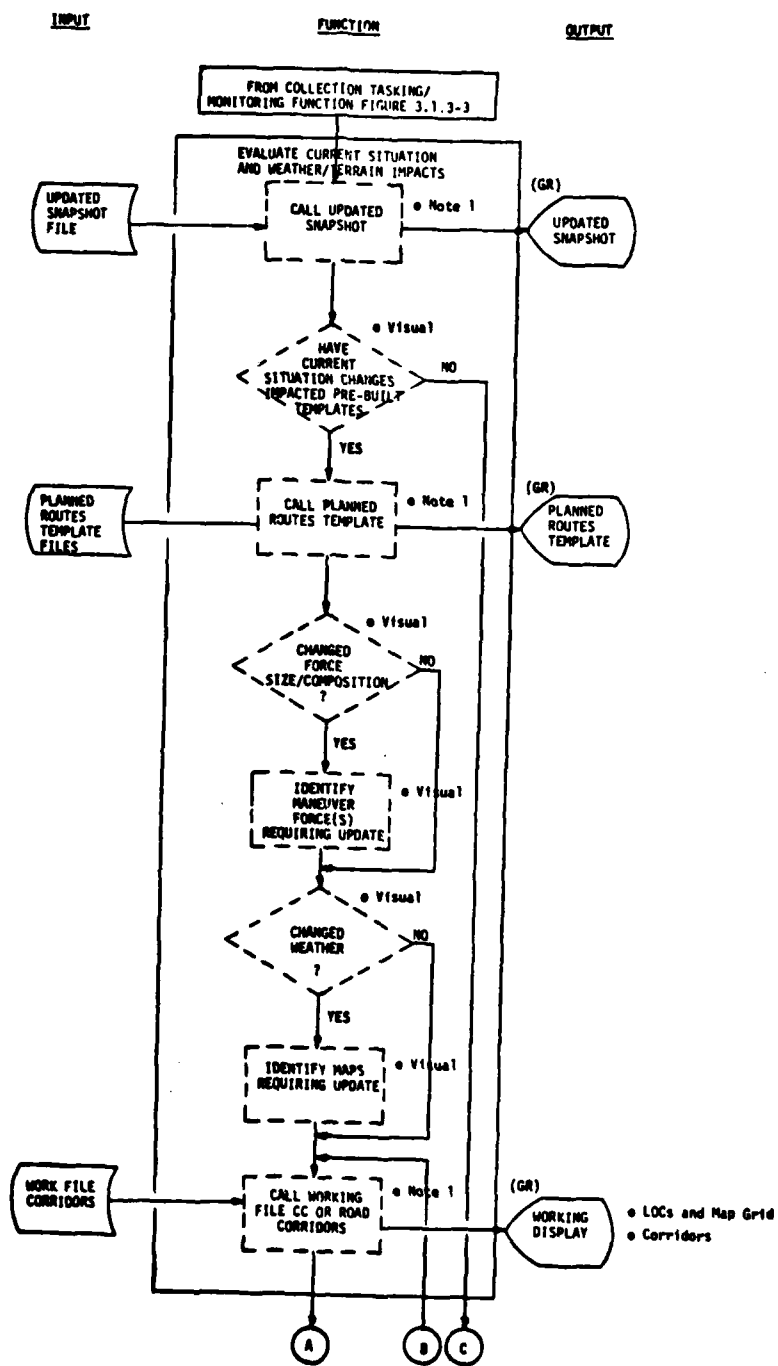 INPUT
FUNCTION
OUTPUT
FROM COLLECTION TASKING/
MONITORING FUNCTION FIGURE 3.1.3-3
EVALUATE CURRENT SITUATION
AND WEATHER/TERRAIN IMPACTS
UPDATED
SNAPSHOT
FILE
CALL UPDATED
SNAPSHOT
● Note 1
(GR)
UPDATED
SNAPSHOT
● Visual
HAVE
CURRENT
SITUATION CHANGES
IMPACTED PRE-BUILT
TEMPLATES
NO
YES
PLANNED
ROUTES
TEMPLATE
FILES
CALL PLANNED
ROUTES TEMPLATE
● Note 1
(GR)
PLANNED
ROUTES
TEMPLATE
● Visual
CHANGED
FORCE
SIZE/COMPOSITION
?
NO
YES
IDENTIFY
MANEUVER
FORCE(S)
REQUIRING UPDATE
● Visual
● Visual
CHANGED
WEATHER
?
NO
YES
IDENTIFY MAPS
REQUIRING UPDATE
● Visual
WORK FILE
CORRIDORS
CALL WORKING
FILE CC OR ROAD
CORRIDORS
● Note 1
(GR)
WORKING
DISPLAY
● LOCs and Map Grid
● Corridors
A
B
C